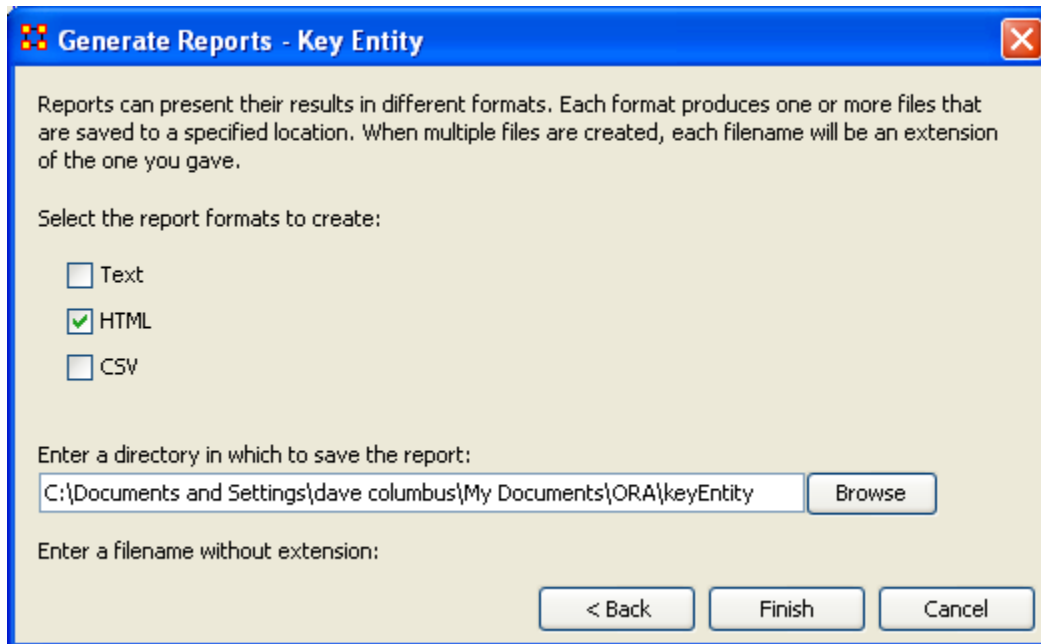 Generate Reports - Key Entity
Reports can present their results in different formats. Each format produces one or more files that
are saved to a specified location. When multiple files are created, each filename will be an extension
of the one you gave.
Select the report formats to create:
Text
HTML
CSV
Enter a directory in which to save the report:
C:\Documents and Settings\dave columbus\My Documents\ORA\keyEntity Browse
Enter a filename without extension:
< Back Finish Cancel